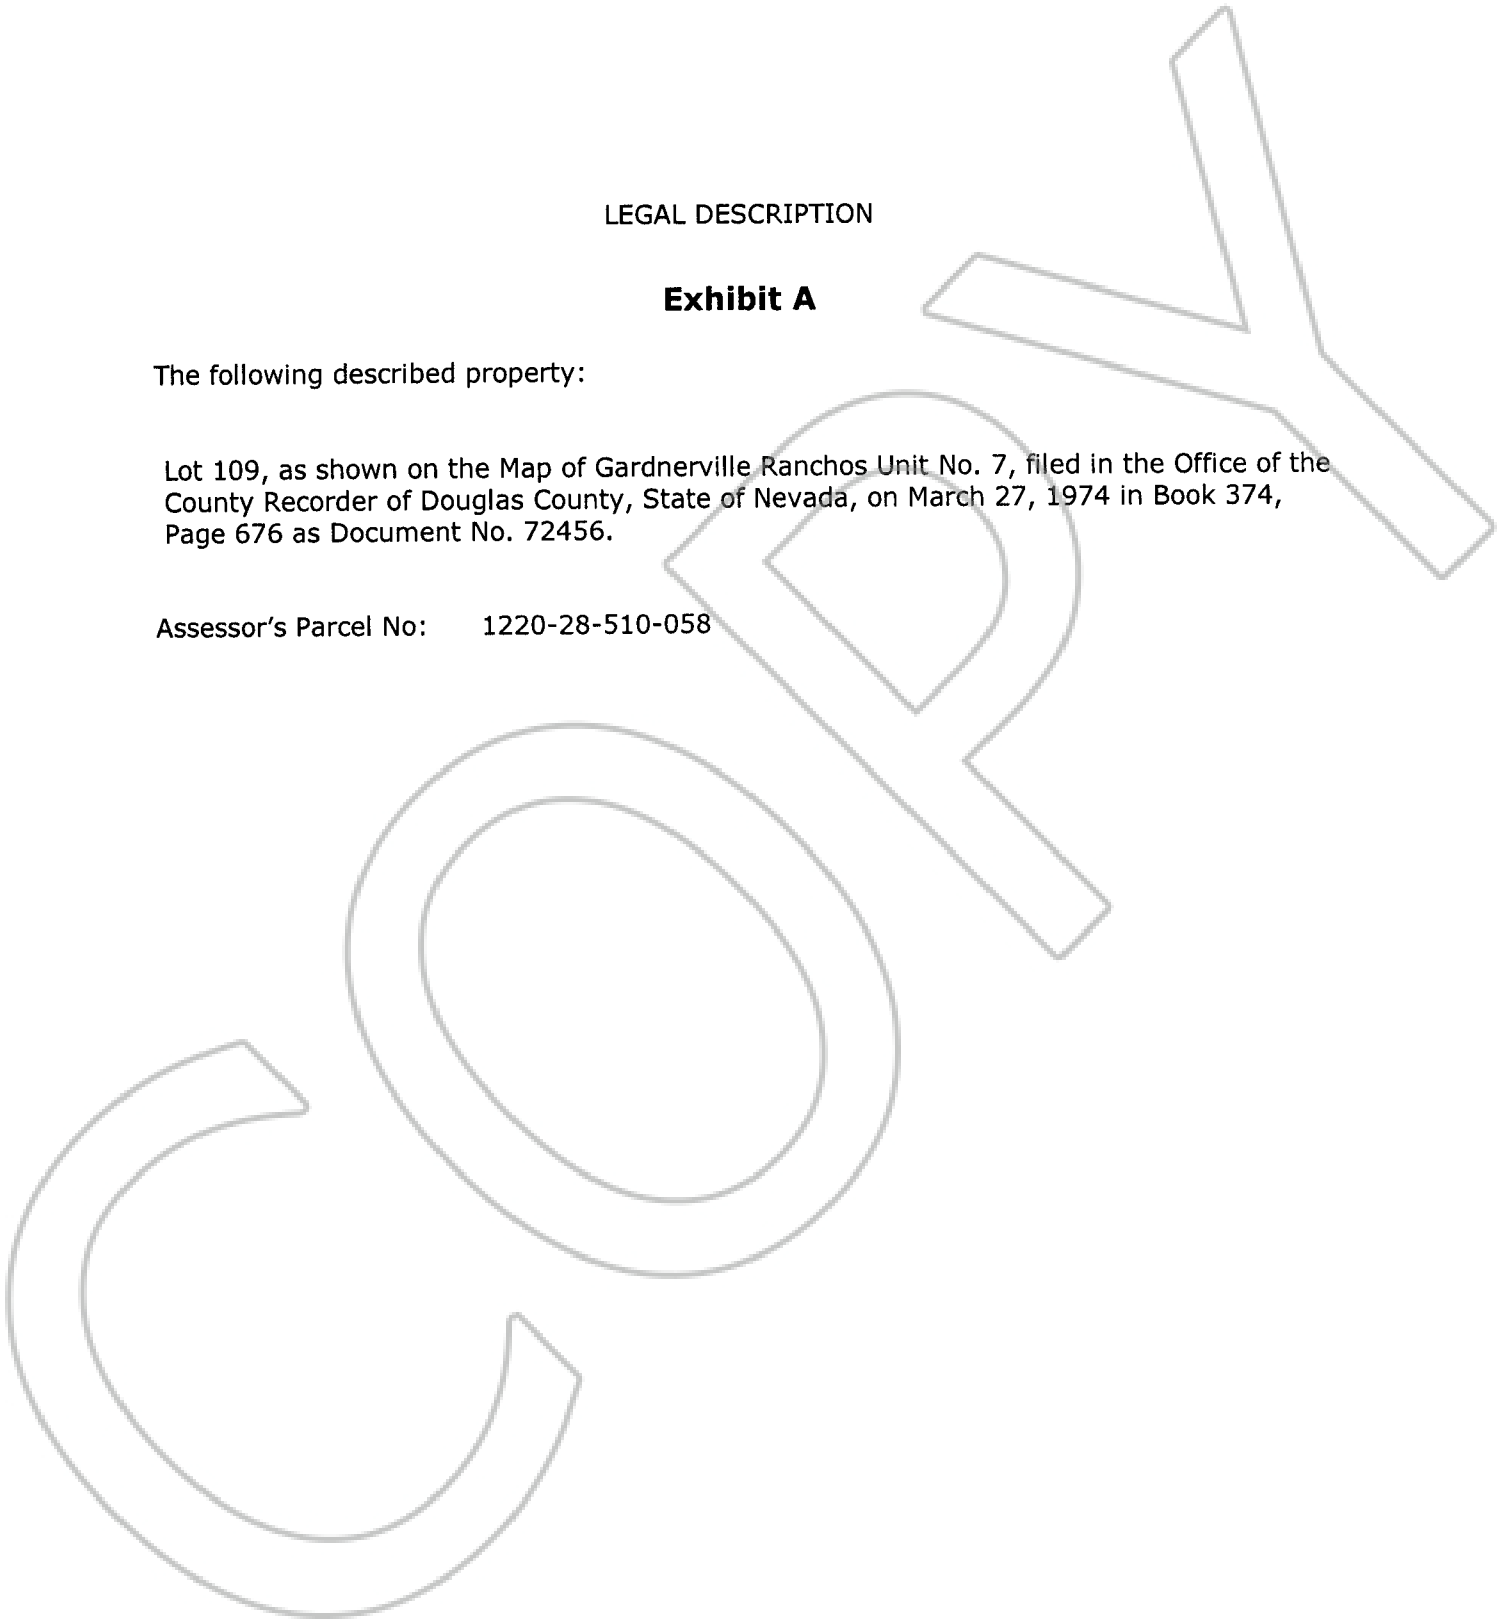 LEGAL DESCRIPTION
Exhibit A
The following described property:
Lot 109, as shown on the Map of Gardnerville Ranchos Unit No. 7, filed in the Office of the
County Recorder of Douglas County, State of Nevada, on March 27, 1974 in Book 374,
Page 676 as Document No. 72456.
Assessor's Parcel No: 1220-28-510-058
COPY